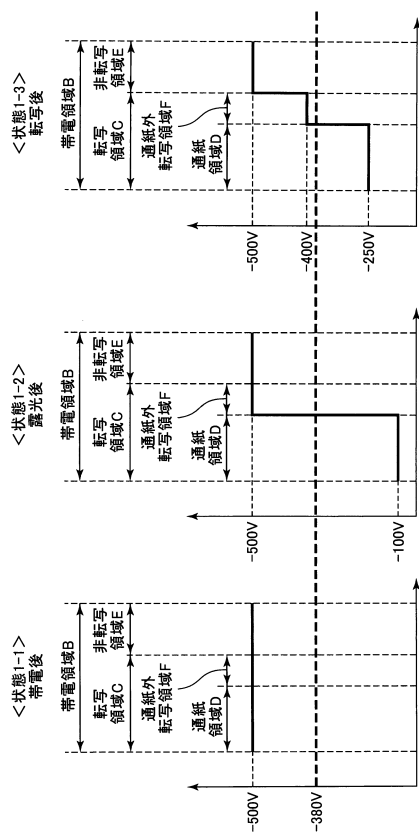 <状態1-1>
帯電後
帯電領域B
転写
領域C
非転写
領域E
通紙外
転写領域F
通紙
領域D
-500V
-380V
<状態1-2>
露光後
帯電領域B
転写
領域C
非転写
領域E
通紙外
転写領域F
通紙
領域D
-500V
-100V
<状態1-3>
転写後
帯電領域B
転写
領域C
非転写
領域E
通紙外
転写領域F
通紙
領域D
-500V
-400V
-250V